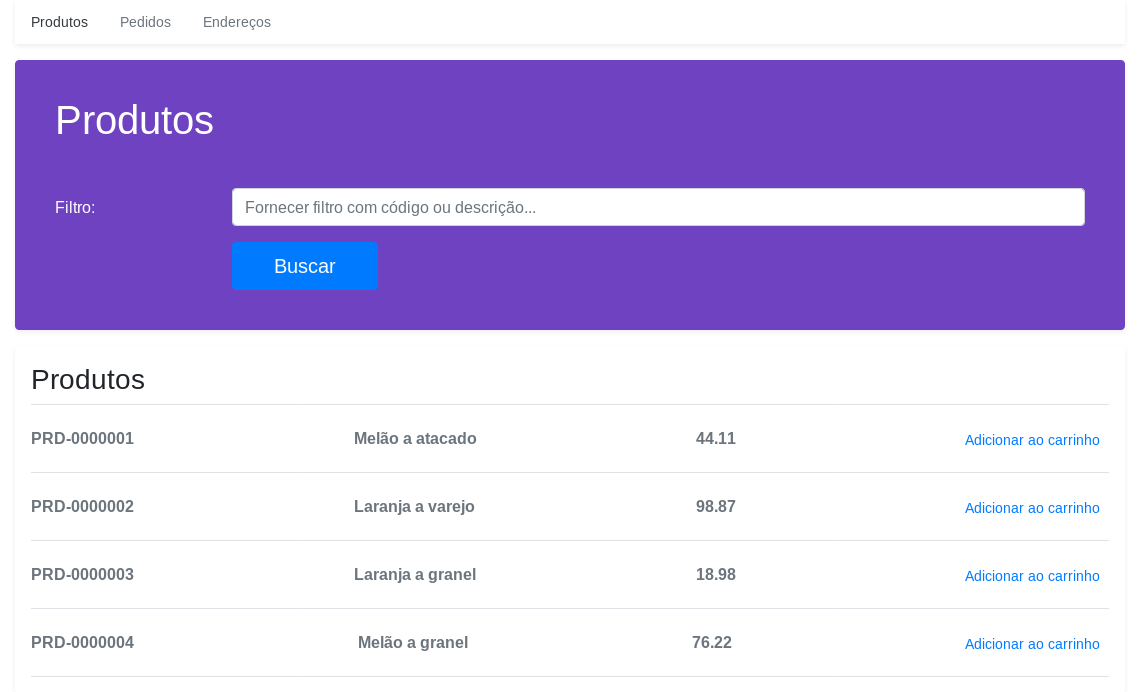 Produtos Pedidos Endereços
Produtos
Filtro: Fornecer filtro com código ou descrição...
Buscar
Produtos
PRD-0000001 Melão a atacado 44.11 Adicionar ao carrinho
PRD-0000002 Laranja a varejo 98.87 Adicionar ao carrinho
PRD-0000003 Laranja a granel 18.98 Adicionar ao carrinho
PRD-0000004 Melão a granel 76.22 Adicionar ao carrinho